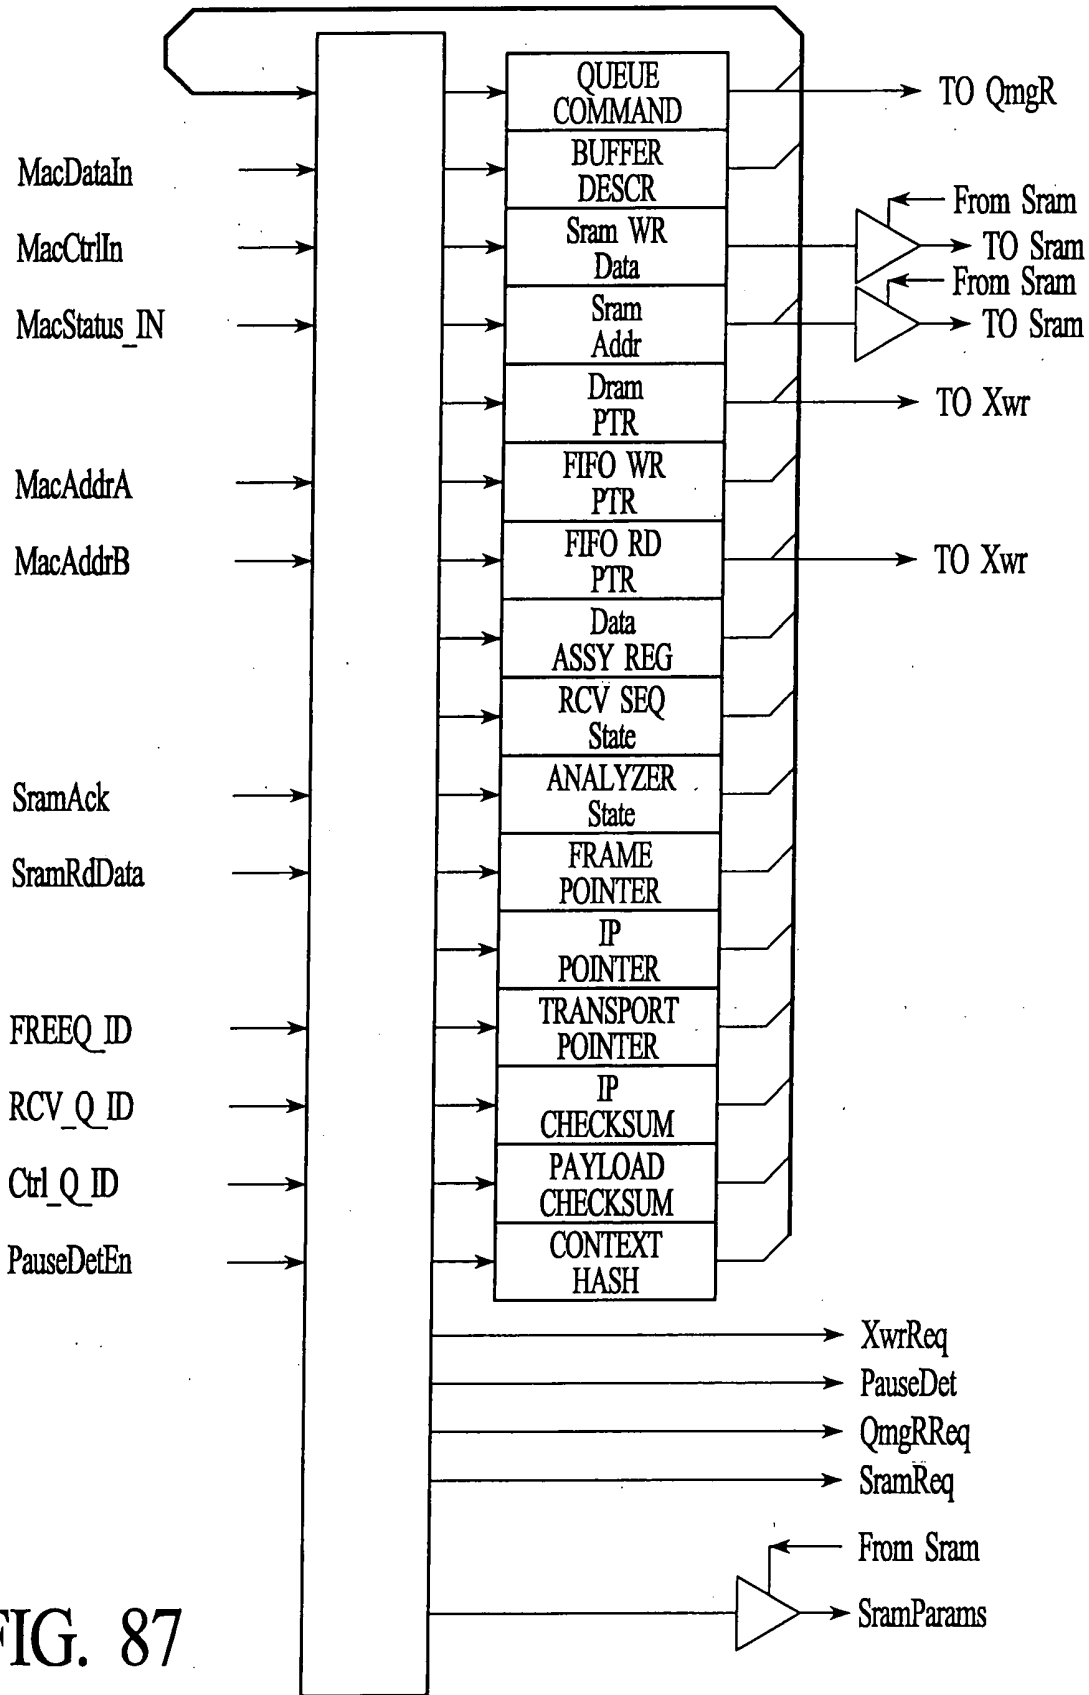 QUEUE
COMMAND
TO QmgR
MacDataIn
BUFFER
DESCR
From Sram
MacCtrlIn
Sram WR
Data
TO Sram
From Sram
MacStatus_IN
Sram
Addr
TO Sram
Dram
PTR
TO Xwr
MacAddrA
FIFO WR
PTR
MacAddrB
FIFO RD
PTR
TO Xwr
Data
ASSY REG
RCV SEQ
State
SramAck
ANALYZER
State
SramRdData
FRAME
POINTER
IP
POINTER
FREEQ_ID
TRANSPORT
POINTER
RCV_Q_ID
IP
CHECKSUM
Ctrl_Q_ID
PAYLOAD
CHECKSUM
PauseDetEn
CONTEXT
HASH
XwrReq
PauseDet
QmgRReq
SramReq
From Sram
SramParams
FIG. 87